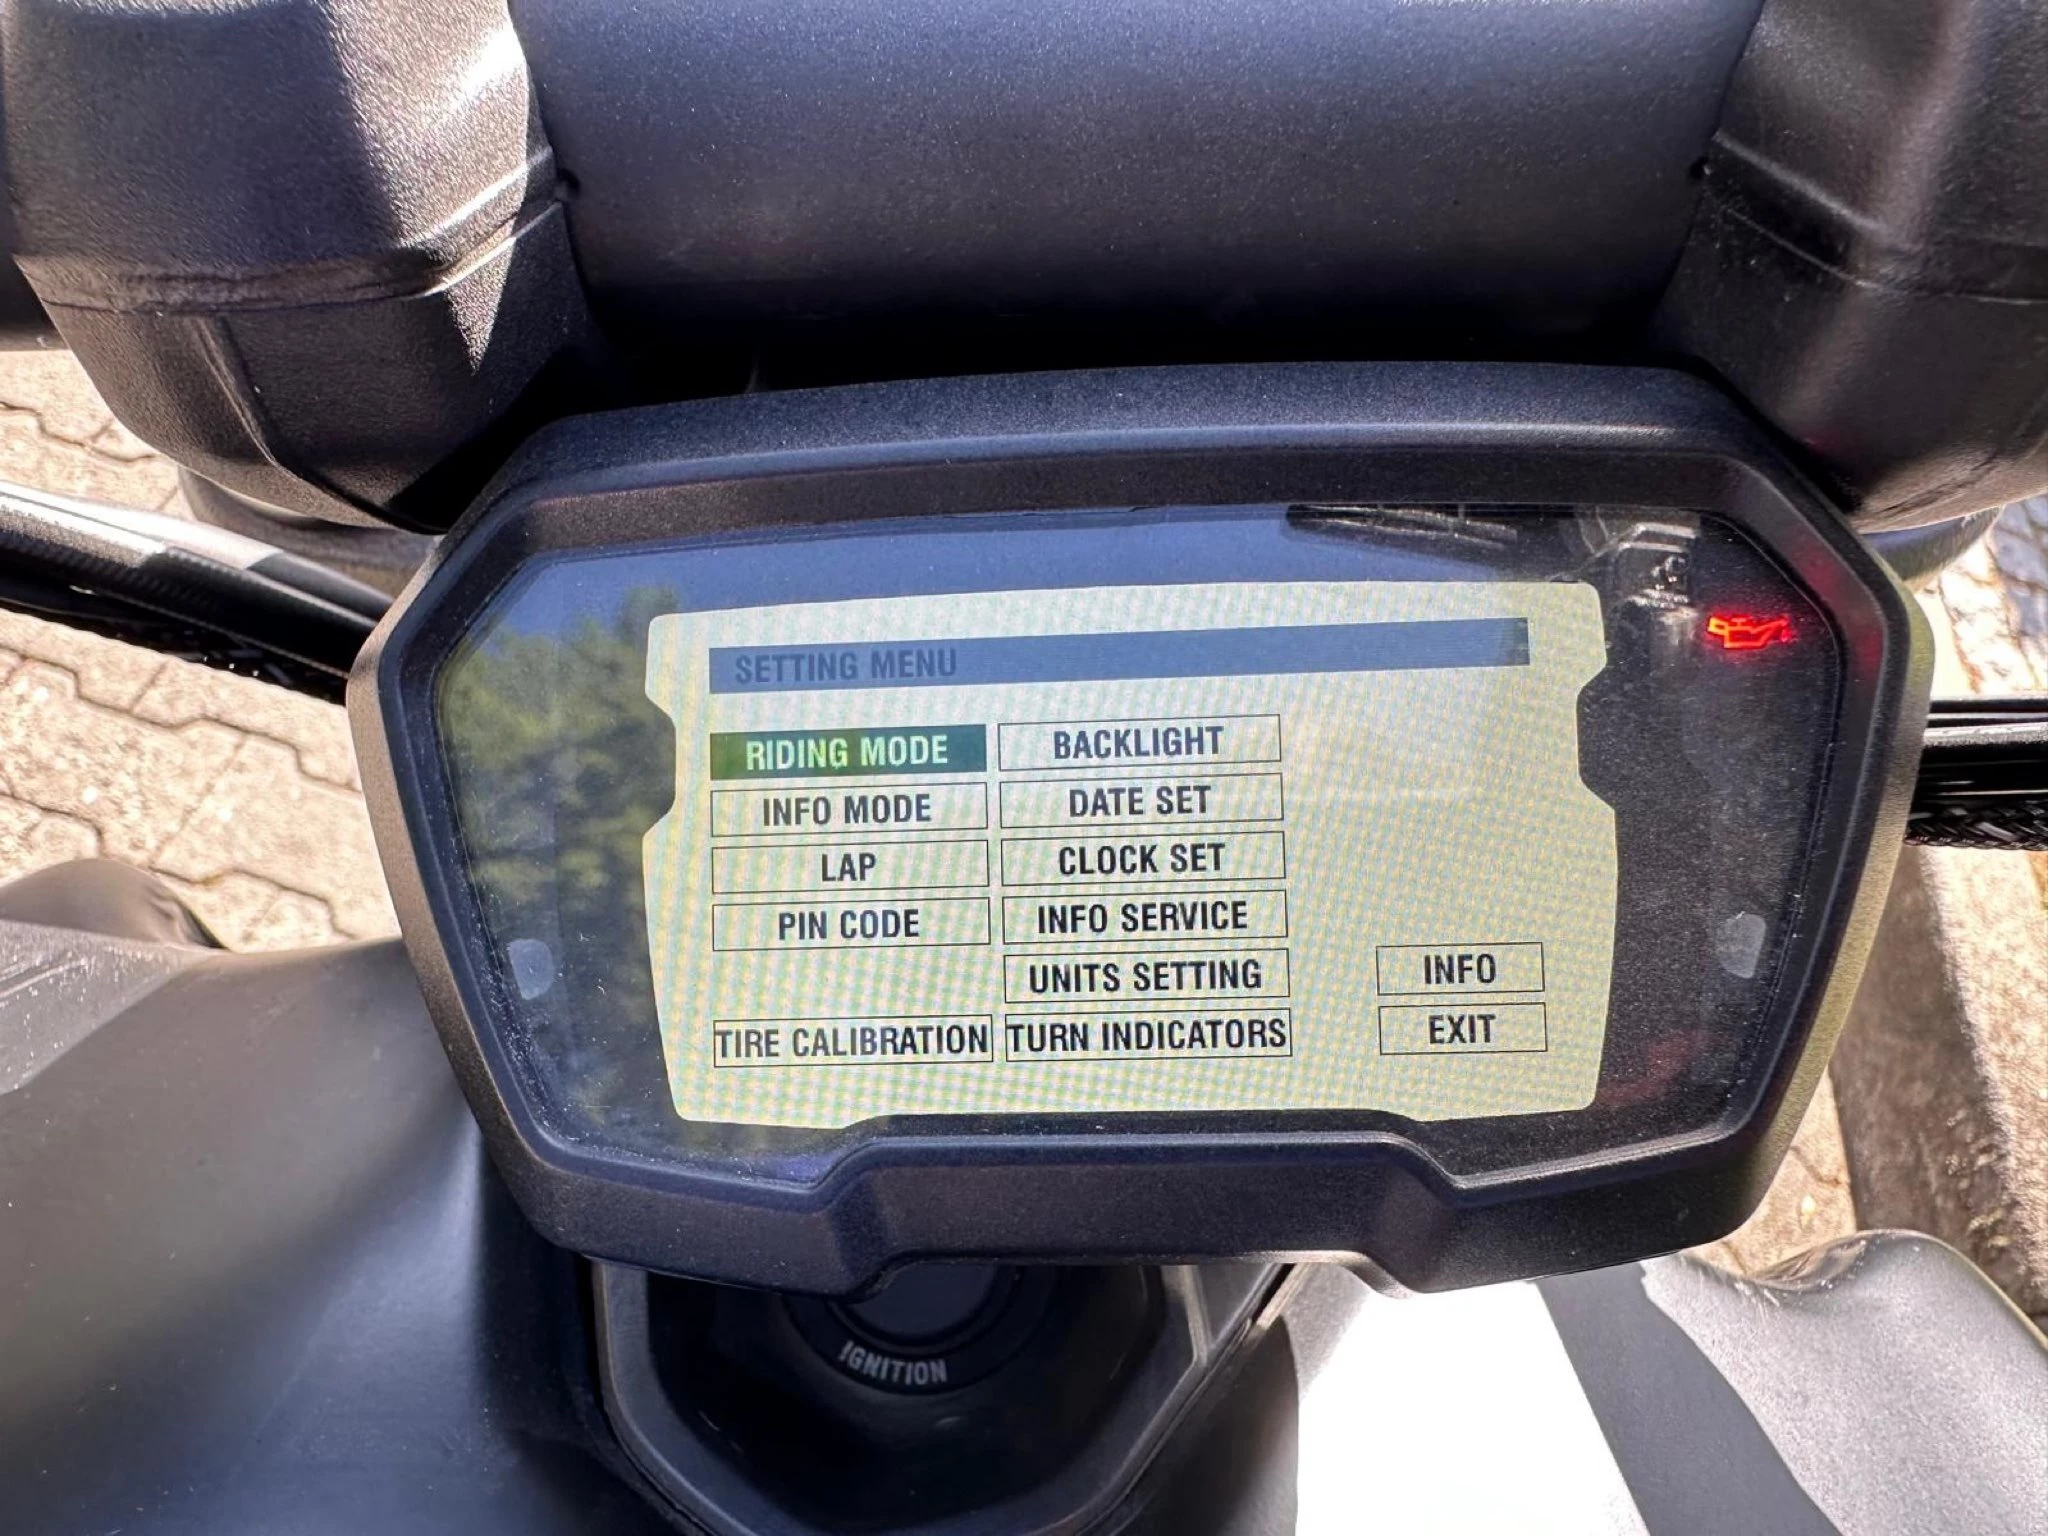 SETTING MENU
RIDING MODE
BACKLIGHT
INFO MODE
DATE SET
LAP
CLOCK SET
PIN CODE
INFO SERVICE
UNITS SETTING
INFO
TIRE CALIBRATION
TURN INDICATORS
EXIT
IGNITION